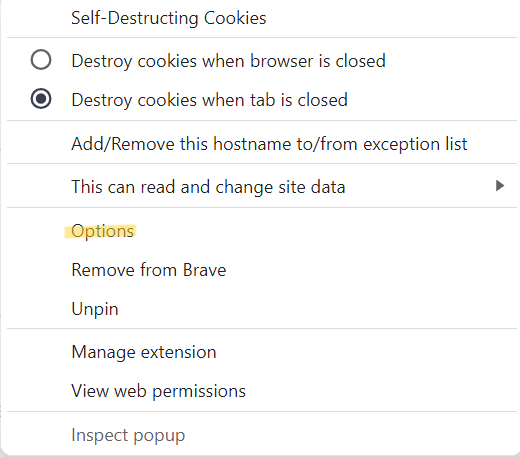 Self-Destructing Cookies
Destroy cookies when browser is closed
Destroy cookies when tab is closed
Add/Remove this hostname to/from exception list
This can read and change site data
Options
Remove from Brave
Unpin
Manage extension
View web permissions
Inspect popup